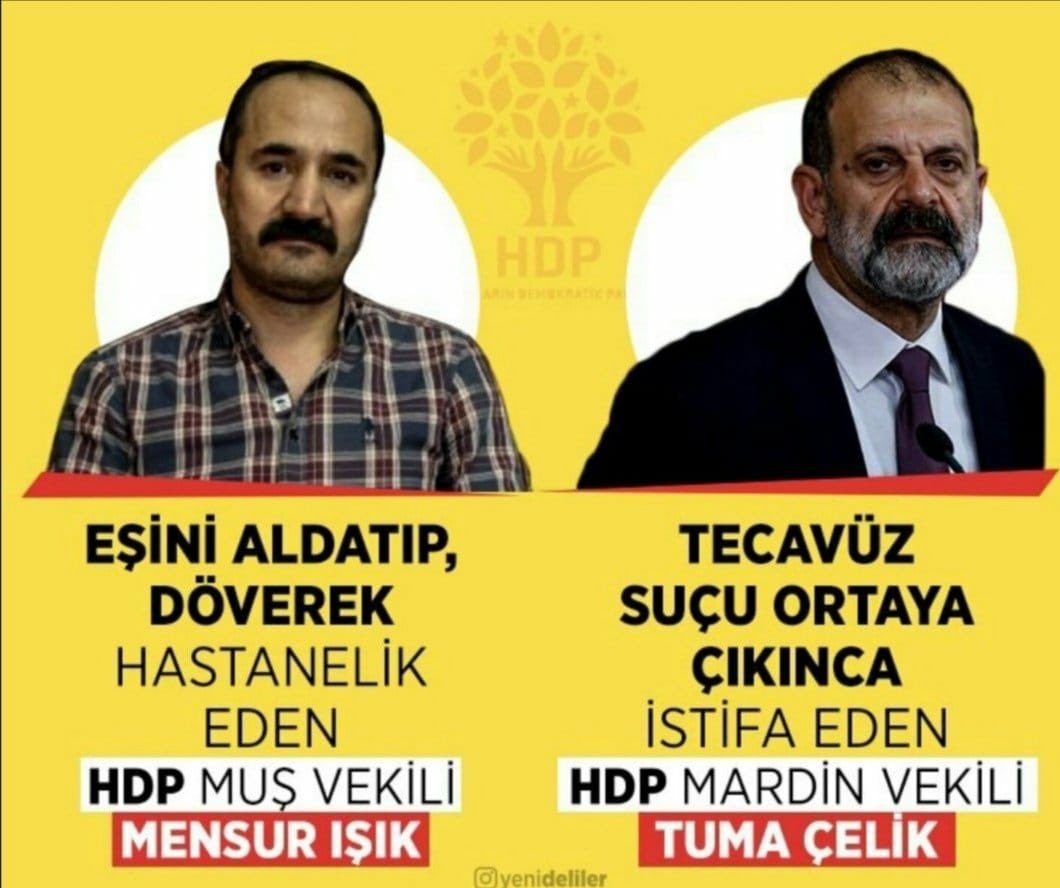 HDP
EŞİNİ ALDATIP,
DÖVEREK
HASTANELİK
EDEN
HDP MUŞ VEKİLİ
MENSUR IŞIK
TECAVÜZ
SUÇU ORTAYA
ÇIKINCA
İSTİFA EDEN
HDP MARDİN VEKİLİ
TUMA ÇELİK
yenideliler